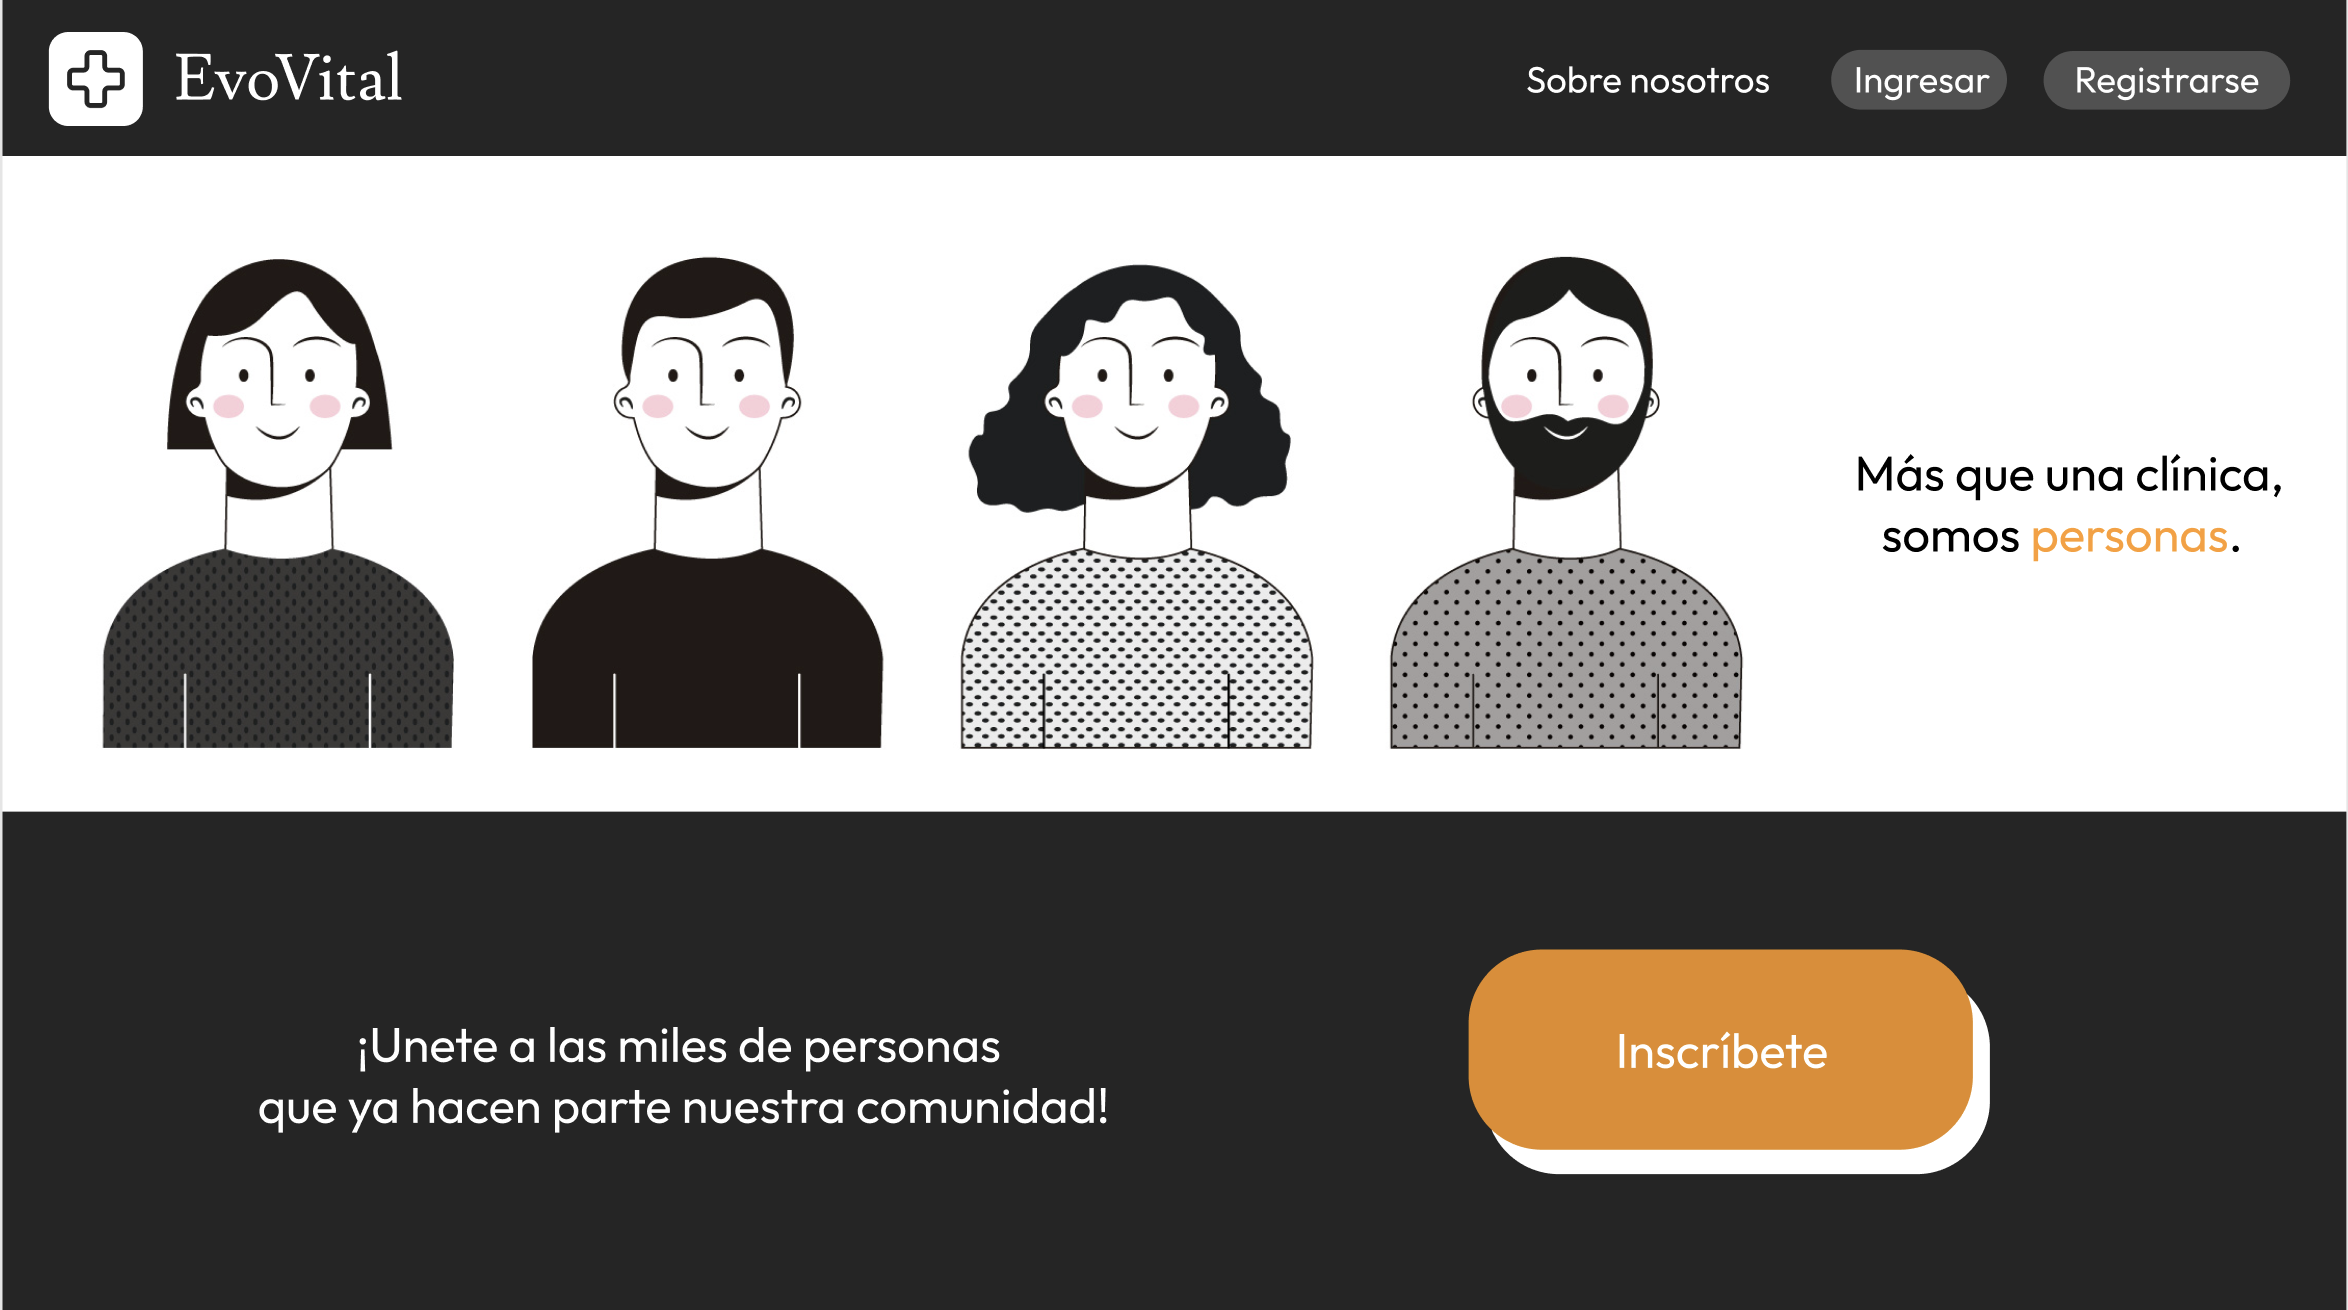 EvoVital
Sobre nosotros
Ingresar
Registrarse
Más que una clínica,
somos personas.
¡Unete a las miles de personas
que ya hacen parte nuestra comunidad!
Inscríbete